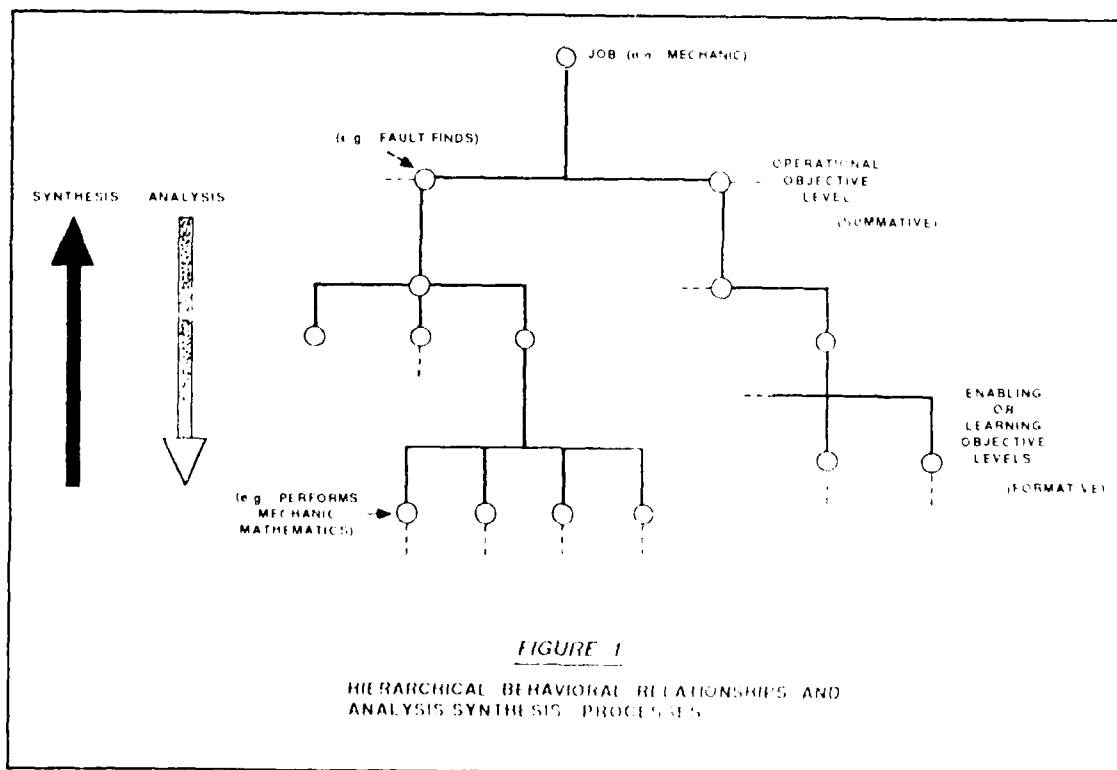 JOB (e.g. MECHANIC)
(e.g. FAULT FINDS)
OPERATIONAL
OBJECTIVE
LEVEL
(SUMMATIVE)
SYNTHESIS
ANALYSIS
ENABLING
OR
LEARNING
OBJECTIVE
LEVELS
(FORMATIVE)
(e.g. PERFORMS
MECHANIC
MATHEMATICS)
FIGURE 1
HIERARCHICAL BEHAVIORAL RELATIONSHIPS AND
ANALYSIS SYNTHESIS PROCESSES